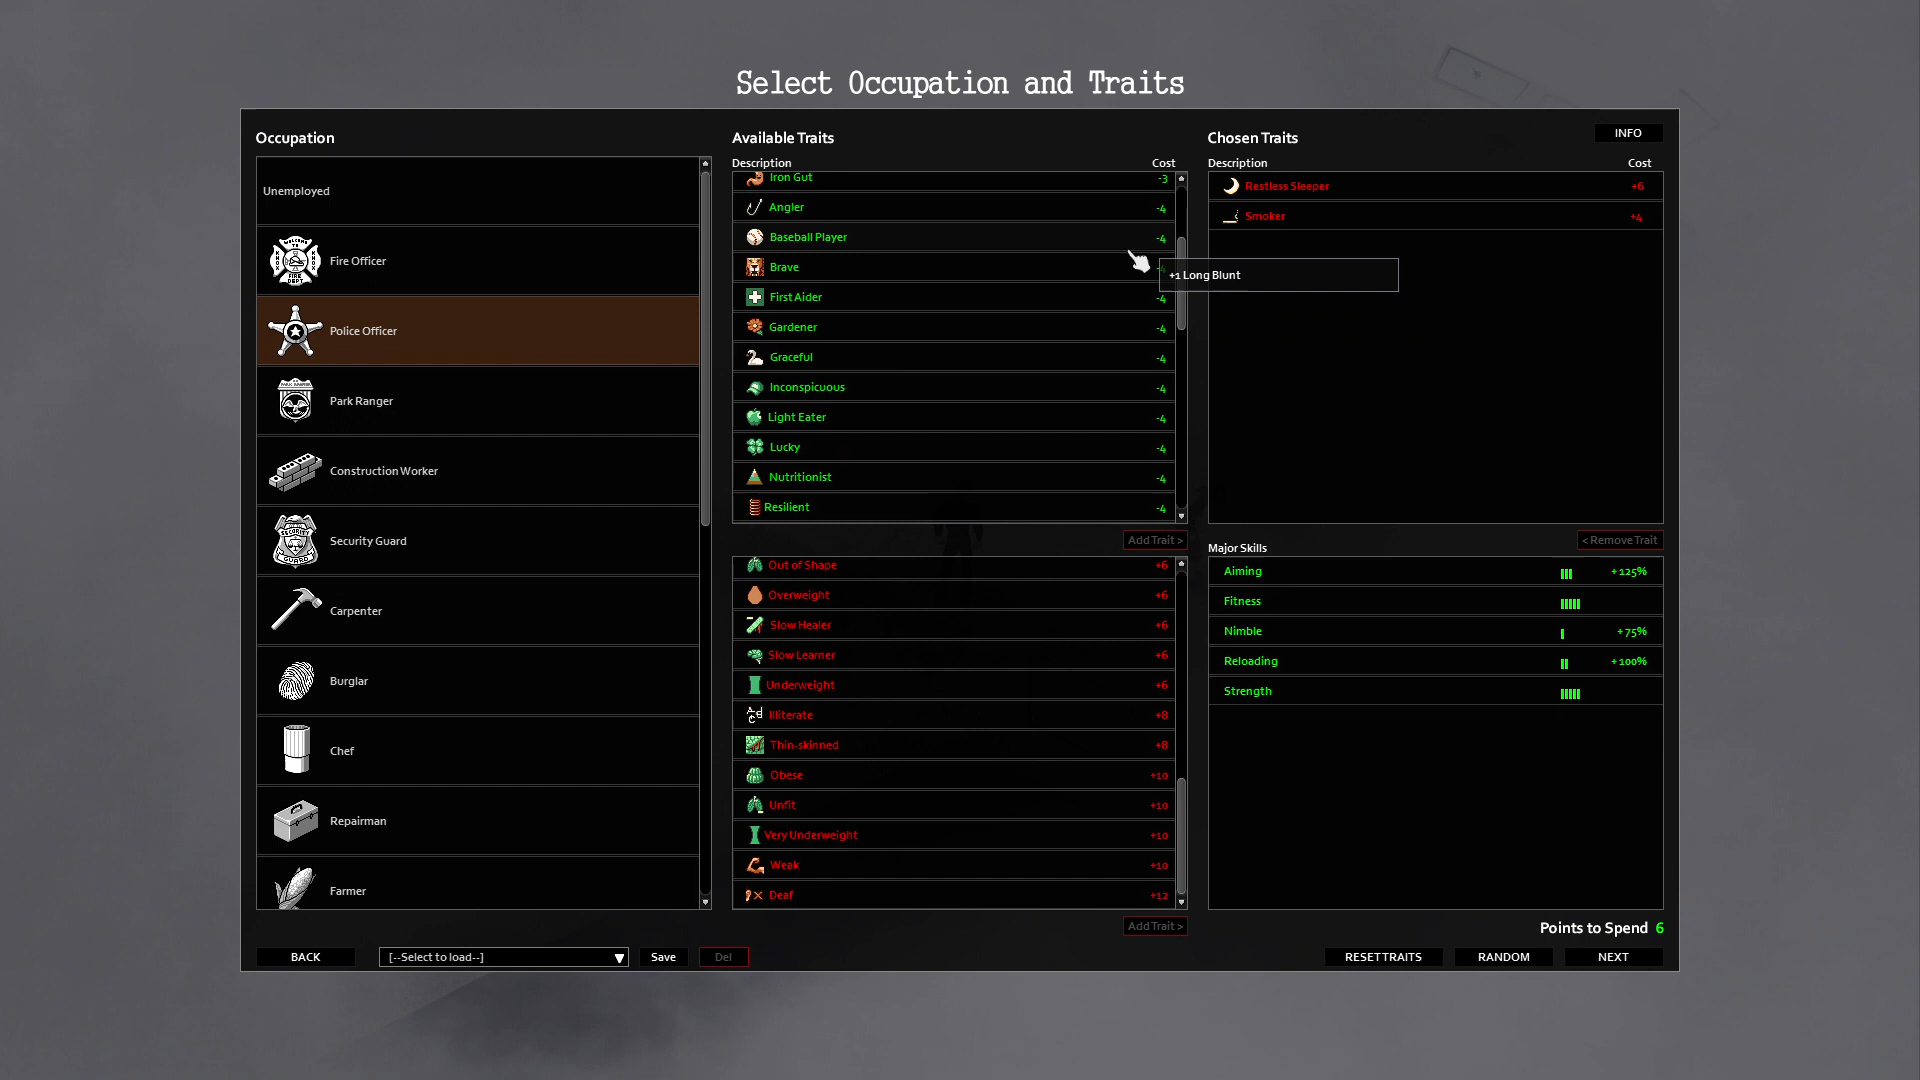 Select Occupation and Traits
Occupation
Unemployed
Fire Officer
Police Officer
Park Ranger
Construction Worker
Security Guard
Carpenter
Burglar
Chef
Repairman
Farmer
Available Traits
Description Cost
Iron Gut -3
Angler -4
Baseball Player -4
Brave -4
First Aider -4
Gardener -4
Graceful -4
Inconspicuous -4
Light Eater -4
Lucky -4
Nutritionist -4
Resilient -4
Add Trait >
Out of Shape +6
Overweight +6
Slow Healer +6
Slow Learner +6
Underweight +6
Illiterate +8
Thin-skinned +8
Obese +10
Unfit +10
Very Underweight +10
Weak +10
Deaf +12
Add Trait >
Chosen Traits
INFO
Description Cost
Restless Sleeper +6
Smoker +4
+1 Long Blunt
< Remove Trait
Major Skills
Aiming +125%
Fitness
Nimble +75%
Reloading +100%
Strength
Points to Spend 6
BACK
[--Select to load--]
Save
Del
RESET TRAITS
RANDOM
NEXT